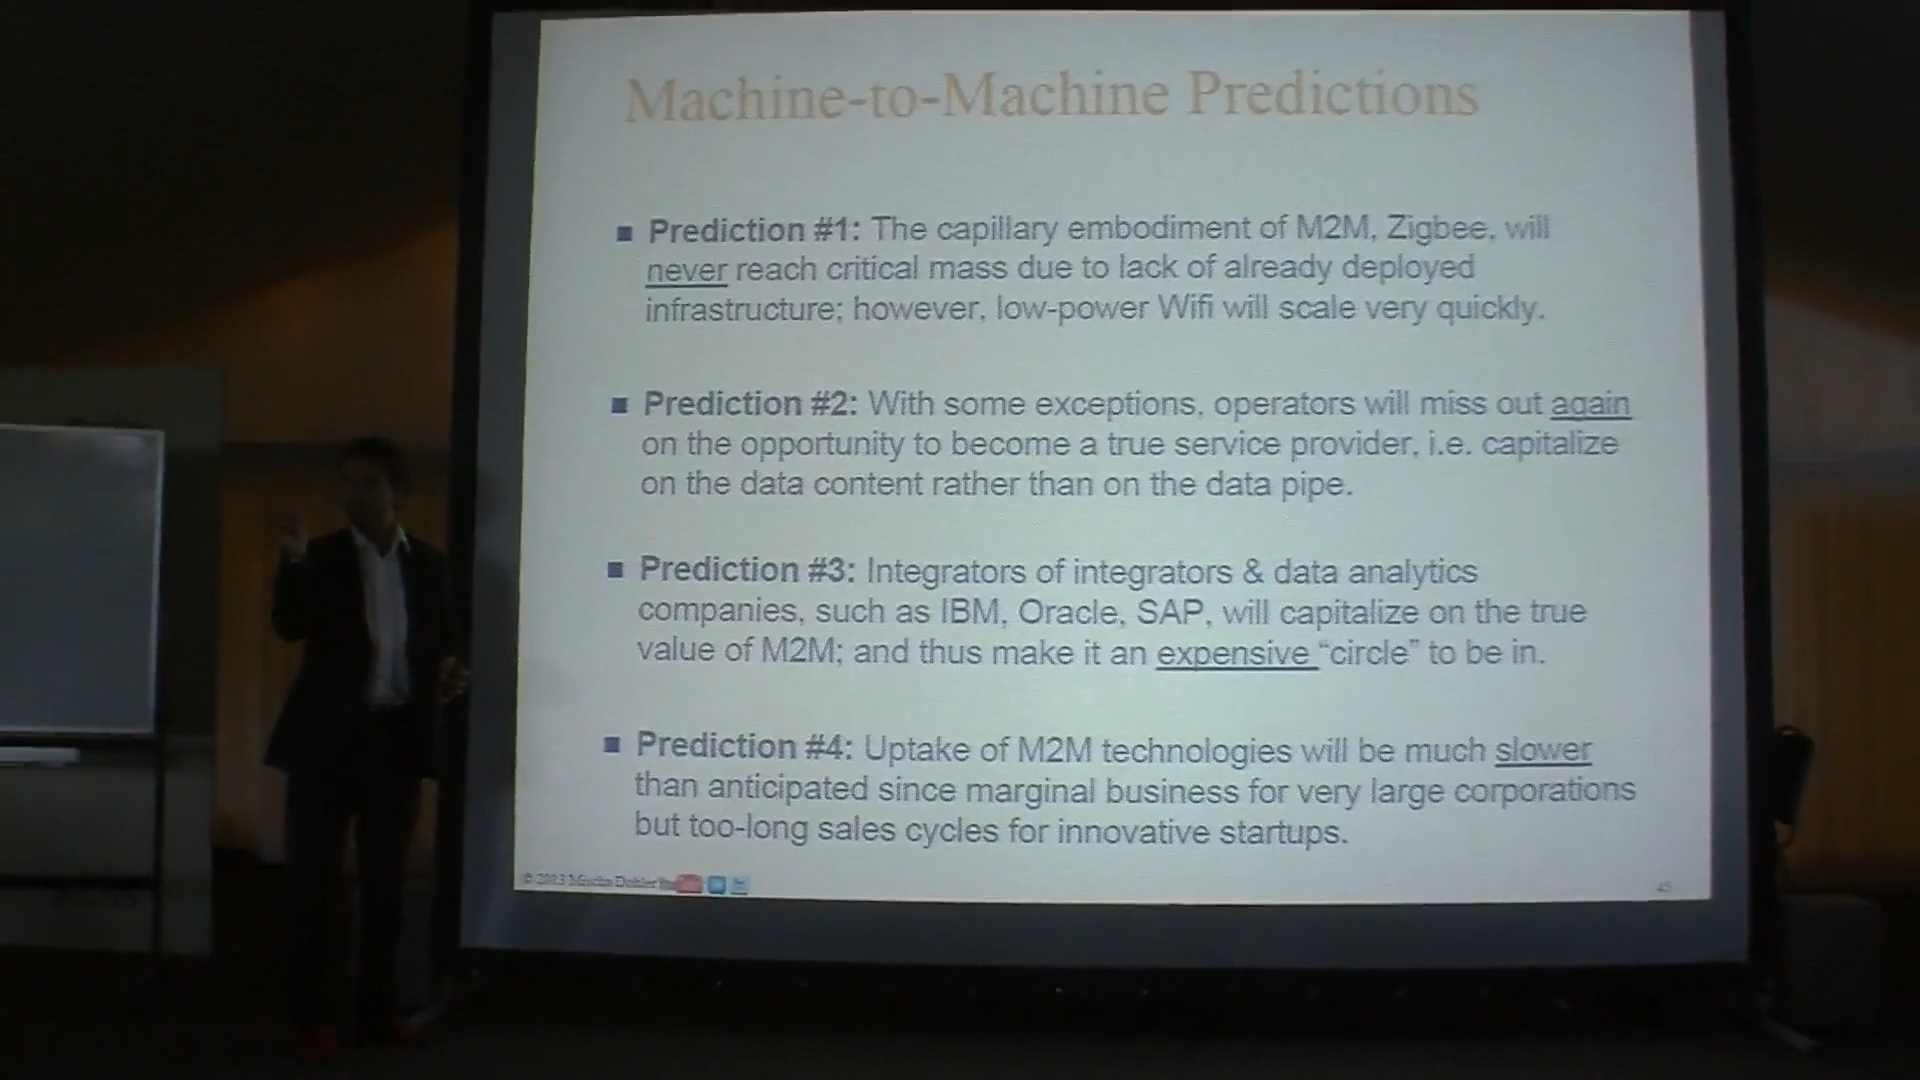 Machine-to-Machine Predictions
Prediction #1: The capillary embodiment of M2M, Zigbee, will
never reach critical mass due to lack of already deployed
infrastructure; however, low-power Wifi will scale very quickly.
Prediction #2: With some exceptions, operators will miss out again
on the opportunity to become a true service provider, i.e. capitalize
on the data content rather than on the data pipe.
Prediction #3: Integrators of integrators & data analytics
companies, such as IBM, Oracle, SAP, will capitalize on the true
value of M2M; and thus make it an expensive “circle” to be in.
Prediction #4: Uptake of M2M technologies will be much slower
than anticipated since marginal business for very large corporations
but too-long sales cycles for innovative startups.
© 2013 Mischa Dohler